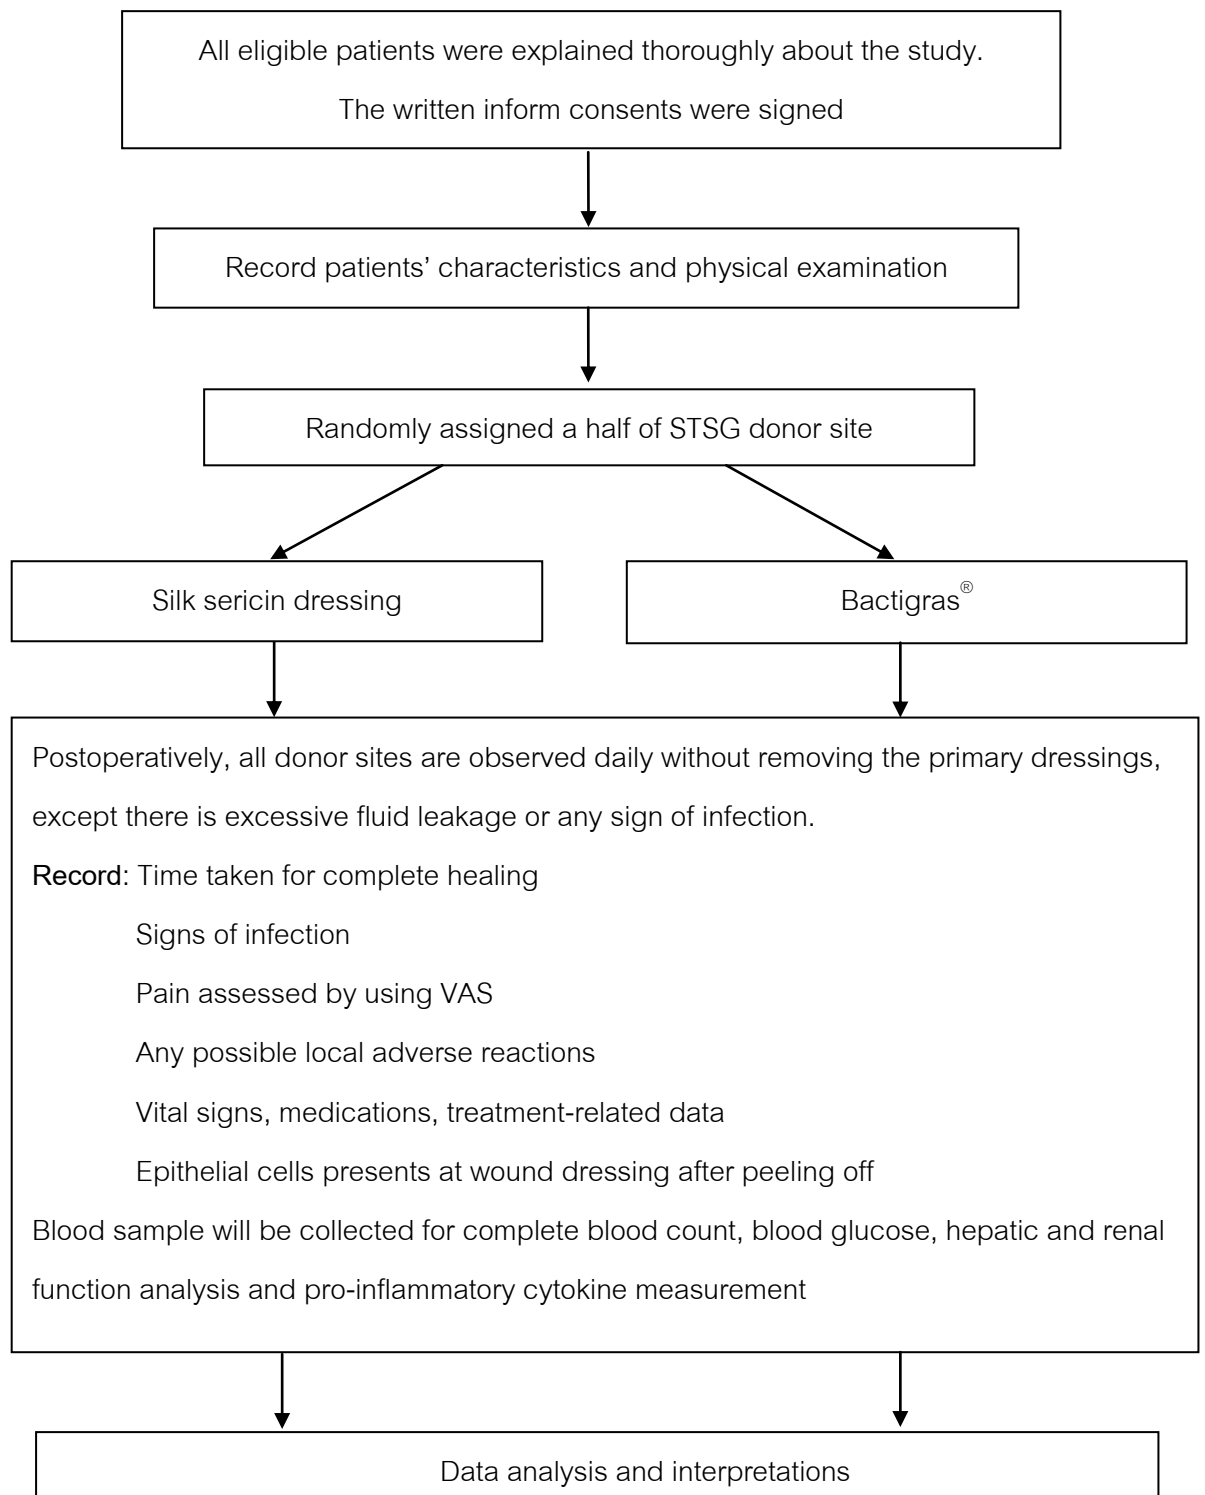 All eligible patients were explained thoroughly about the study.
The written inform consents were signed
Record patients’ characteristics and physical examination
Randomly assigned a half of STSG donor site
Silk sericin dressing
Bactigras®
Postoperatively, all donor sites are observed daily without removing the primary dressings,
except there is excessive fluid leakage or any sign of infection.
Record: Time taken for complete healing
Signs of infection
Pain assessed by using VAS
Any possible local adverse reactions
Vital signs, medications, treatment-related data
Epithelial cells presents at wound dressing after peeling off
Blood sample will be collected for complete blood count, blood glucose, hepatic and renal
function analysis and pro-inflammatory cytokine measurement
Data analysis and interpretations